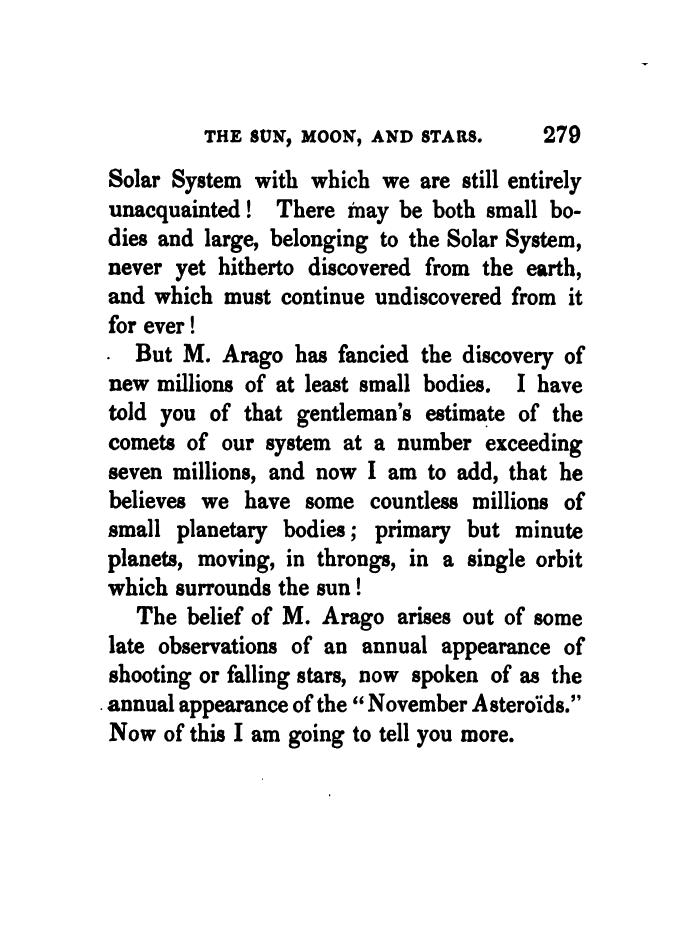 THE SUN, MOON, AND STARS. 279
Solar System with which we are still entirely
unacquainted! There may be both small bo-
dies and large, belonging to the Solar System,
never yet hitherto discovered from the earth,
and which must continue undiscovered from it
for ever!
But M. Arago has fancied the discovery of
new millions of at least small bodies. I have
told you of that gentleman's estimate of the
comets of our system at a number exceeding
seven millions, and now I am to add, that he
believes we have some countless millions of
small planetary bodies; primary but minute
planets, moving, in throngs, in a single orbit
which surrounds the sun!
The belief of M. Arago arises out of some
late observations of an annual appearance of
shooting or falling stars, now spoken of as the
annual appearance of the "November Asteroïds."
Now of this I am going to tell you more.